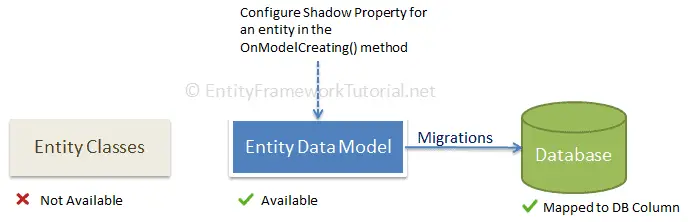 Configure Shadow Property for
an entity in the
OnModelCreating() method
© EntityFrameworkTutorial.net
Entity Classes
Entity Data Model
Migrations
Database
Not Available
Available
Mapped to DB Column